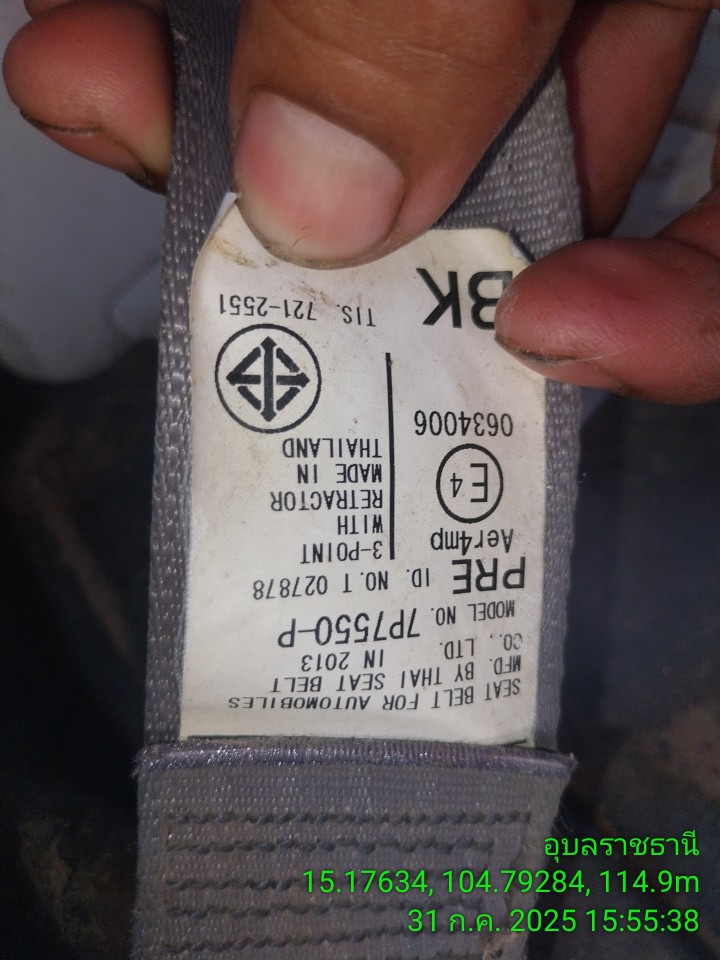 SEAT BELT FOR AUTOMOBILES
MFD. BY THAI SEAT BELT
CO., LTD. IN 2013
MODEL NO. 7P7550-P
PRE ID. NO. T 027878
Aer4mp
E4
0634006
3-POINT
WITH
RETRACTOR
MADE IN
THAILAND
TIS. 721-2551
BK
อุบลราชธานี
15.17634, 104.79284, 114.9m
31 ก.ค. 2025 15:55:38